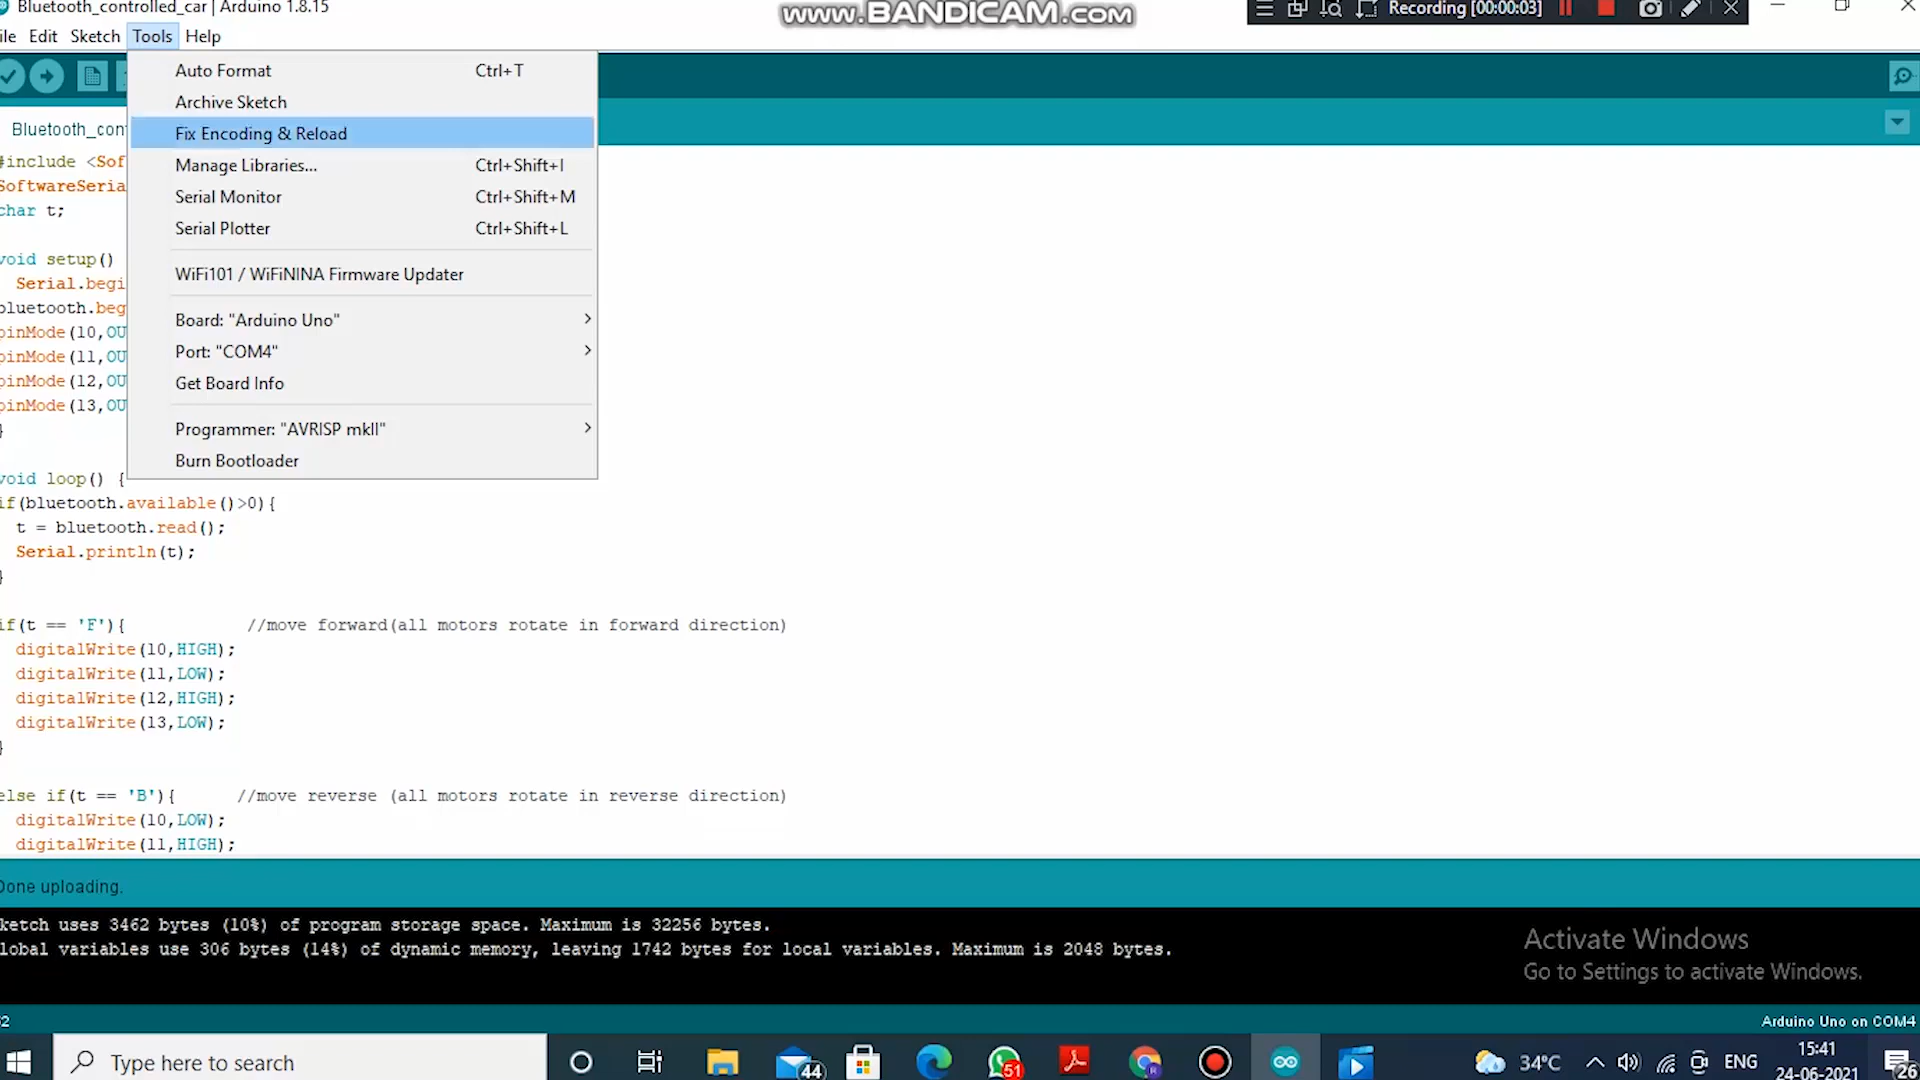 Bluetooth_controlled_car | Arduino 1.8.15
www.BANDICAM.com
Recording [00:00:03]
ile Edit Sketch Tools Help
Auto Format Ctrl+T
Archive Sketch
Fix Encoding & Reload
Manage Libraries... Ctrl+Shift+I
Serial Monitor Ctrl+Shift+M
Serial Plotter Ctrl+Shift+L
WiFi101 / WiFiNINA Firmware Updater
Board: "Arduino Uno"
Port: "COM4"
Get Board Info
Programmer: "AVRISP mkII"
Burn Bootloader
Bluetooth_con
#include <Sof
SoftwareSeria
char t;
void setup()
Serial.begi
bluetooth.beg
pinMode(10,OU
pinMode(11,OU
pinMode(12,OU
pinMode(13,OU
}
void loop() {
if(bluetooth.available()>0){
t = bluetooth.read();
Serial.println(t);
}
if(t == 'F'){ //move forward(all motors rotate in forward direction)
digitalWrite(10,HIGH);
digitalWrite(11,LOW);
digitalWrite(12,HIGH);
digitalWrite(13,LOW);
}
else if(t == 'B'){ //move reverse (all motors rotate in reverse direction)
digitalWrite(10,LOW);
digitalWrite(11,HIGH);
Done uploading.
ketch uses 3462 bytes (10%) of program storage space. Maximum is 32256 bytes.
lobal variables use 306 bytes (14%) of dynamic memory, leaving 1742 bytes for local variables. Maximum is 2048 bytes.
Activate Windows
Go to Settings to activate Windows.
52
Arduino Uno on COM4
Type here to search
44
51
34°C
ENG
15:41
24-06-2021
26